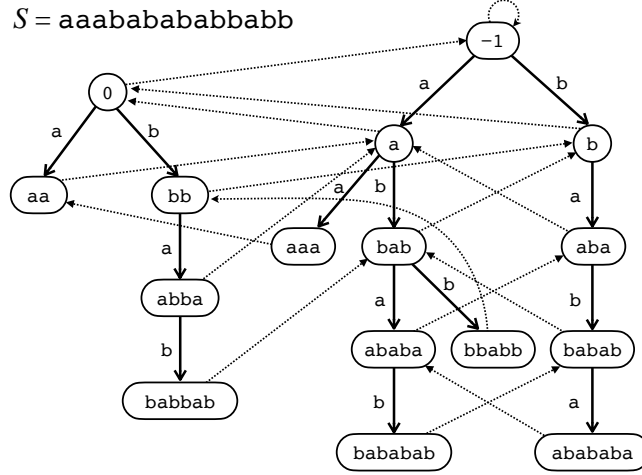 S = aaababababbabb
-1
a b
0
a b a b
aa bb a b a
aaa bab aba
a a b b
abba
b ababa bbabb babab
babbab b a
bababab abababa